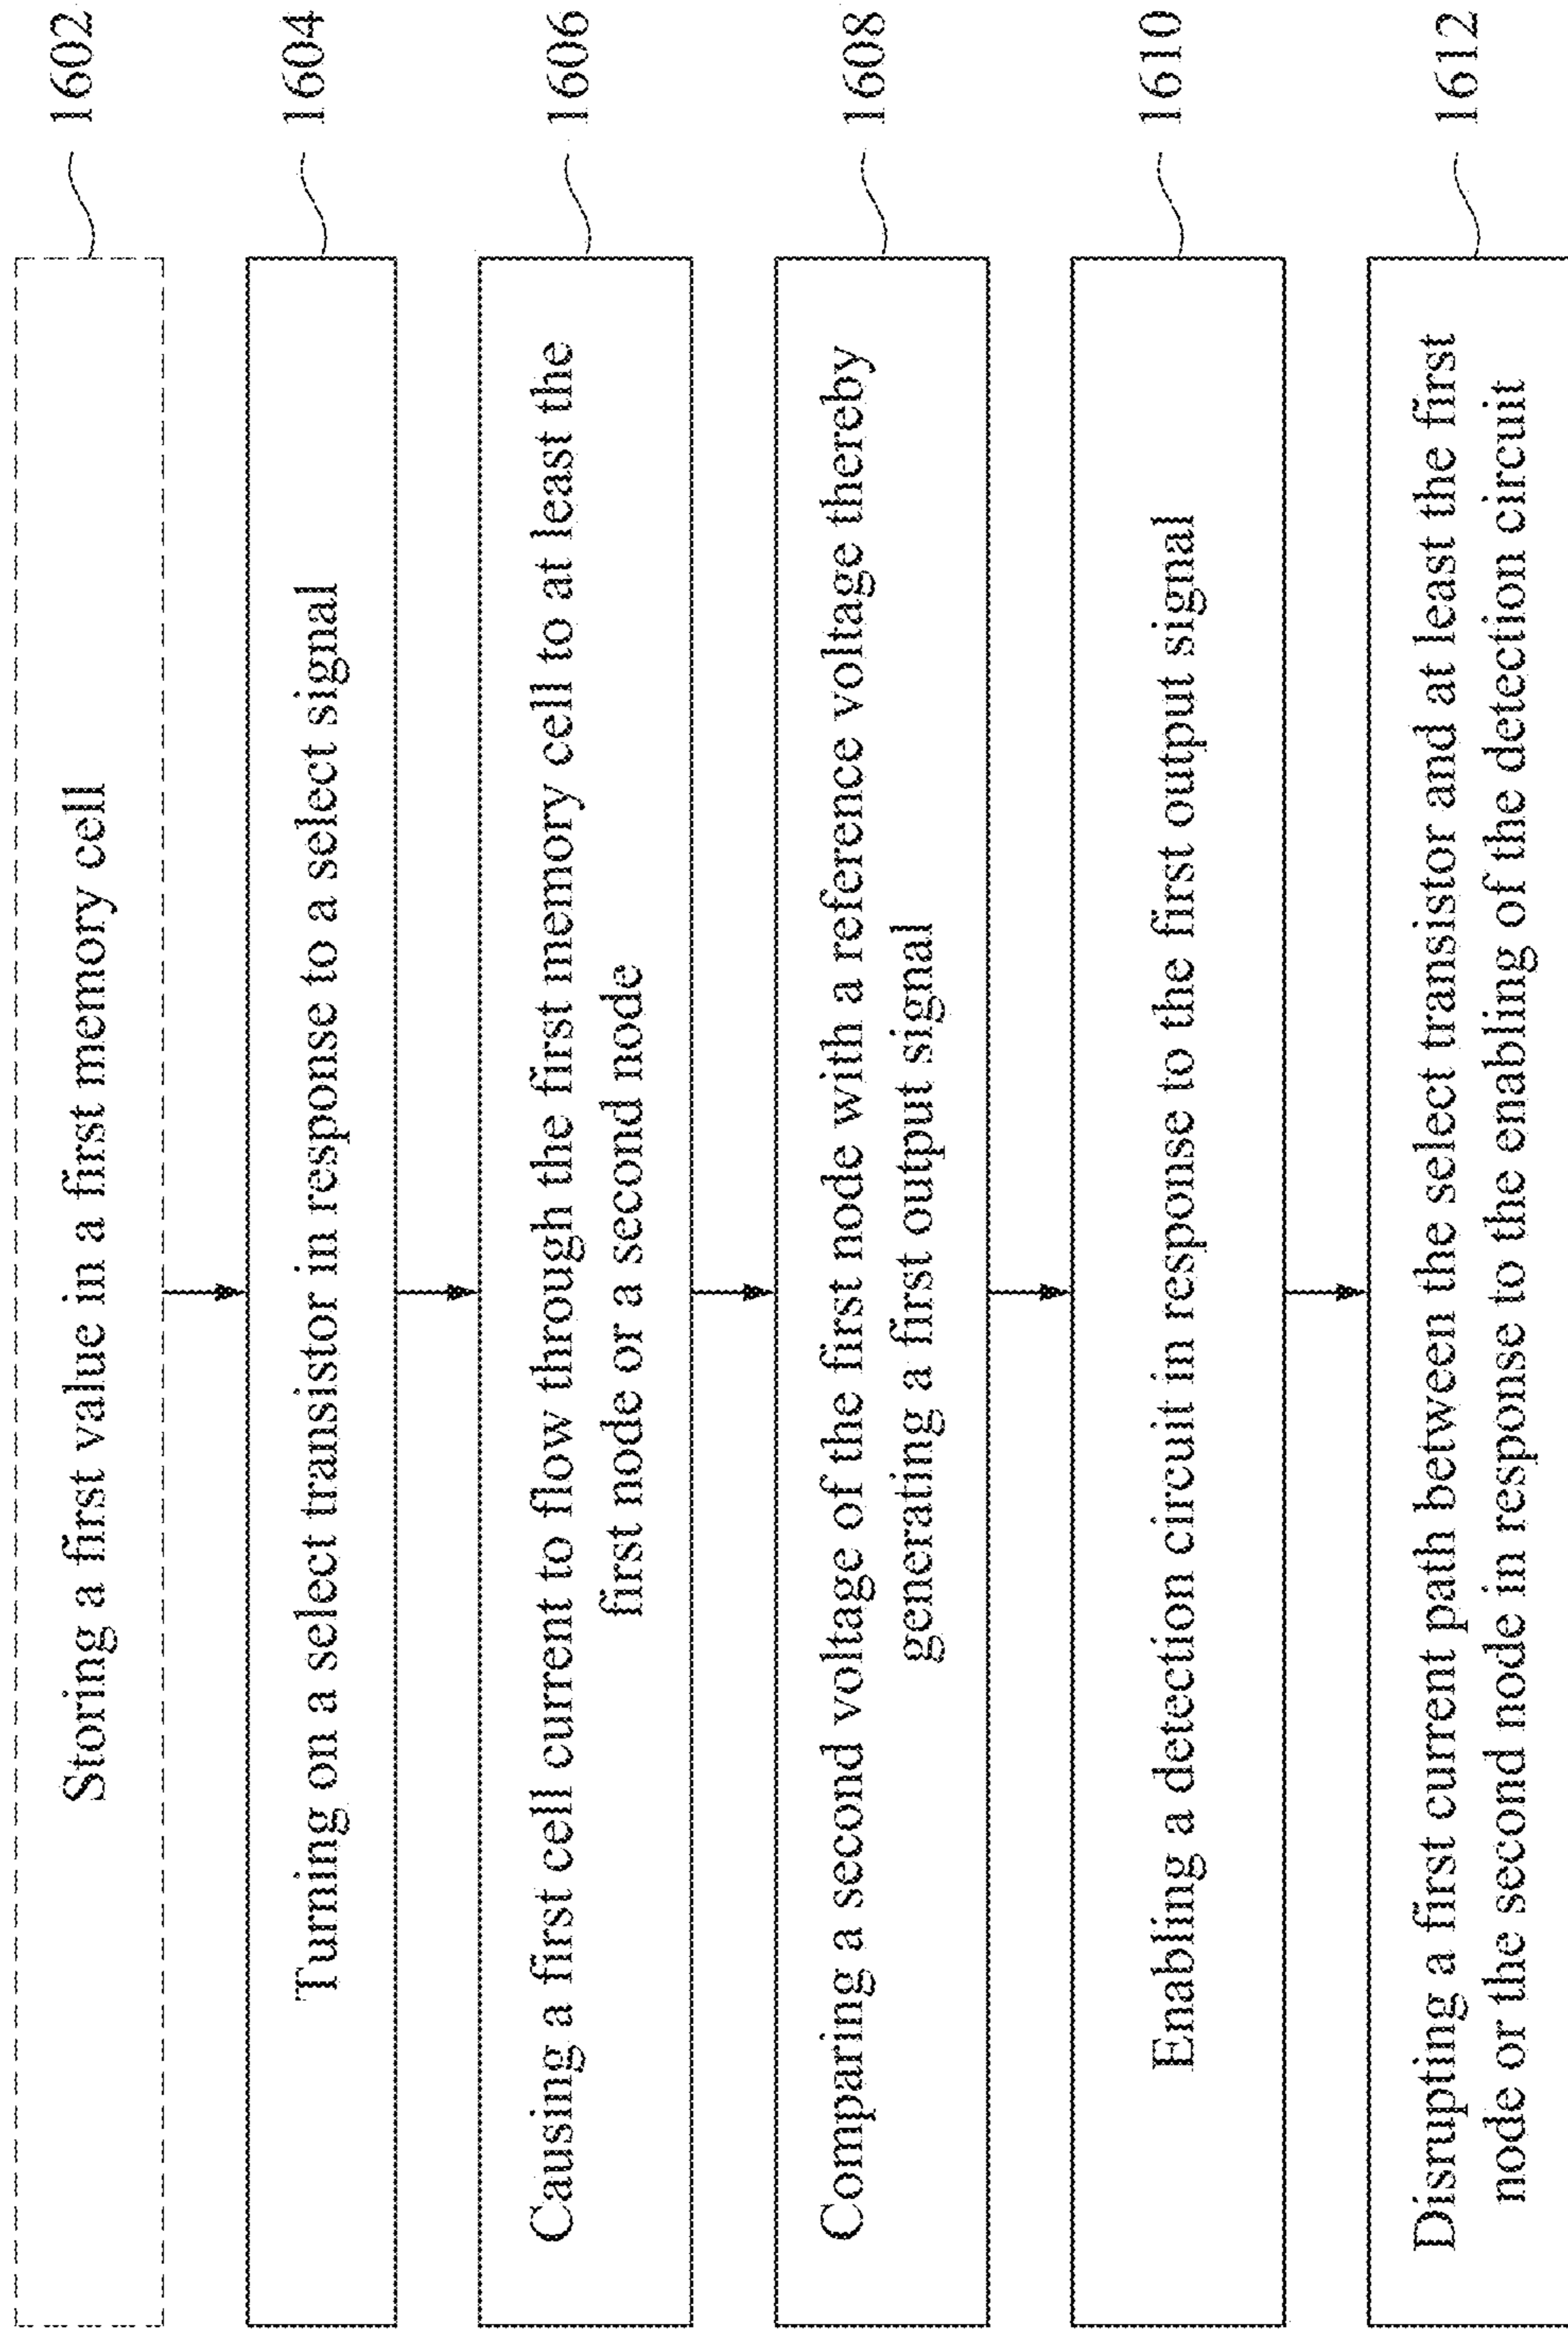 Storing a first value in a first memory cell
1602
Turning on a select transistor in response to a select signal
1604
Causing a first cell current to flow through the first memory cell to at least the
first node or a second node
1606
Comparing a second voltage of the first node with a reference voltage thereby
generating a first output signal
1608
Enabling a detection circuit in response to the first output signal
1610
Disrupting a first current path between the select transistor and at least the first
node or the second node in response to the enabling of the detection circuit
1612